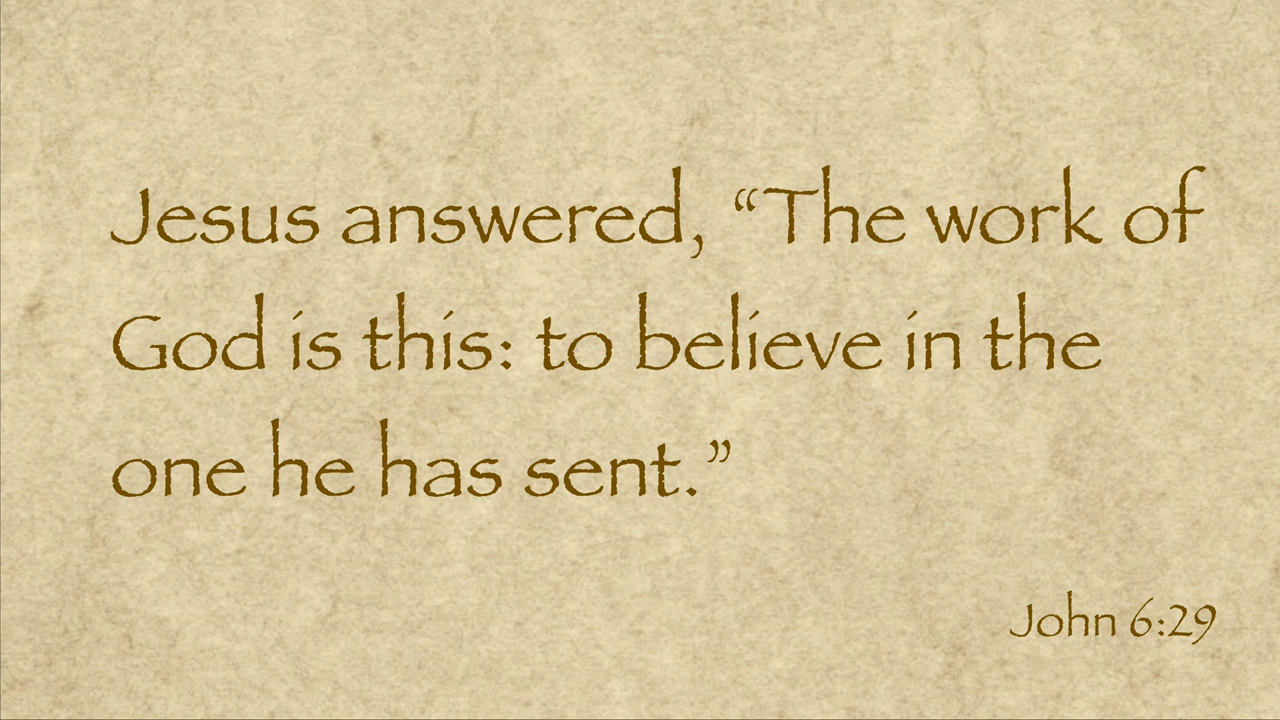 Jesus answered, “The work of
God is this: to believe in the
one he has sent.”
John 6:29